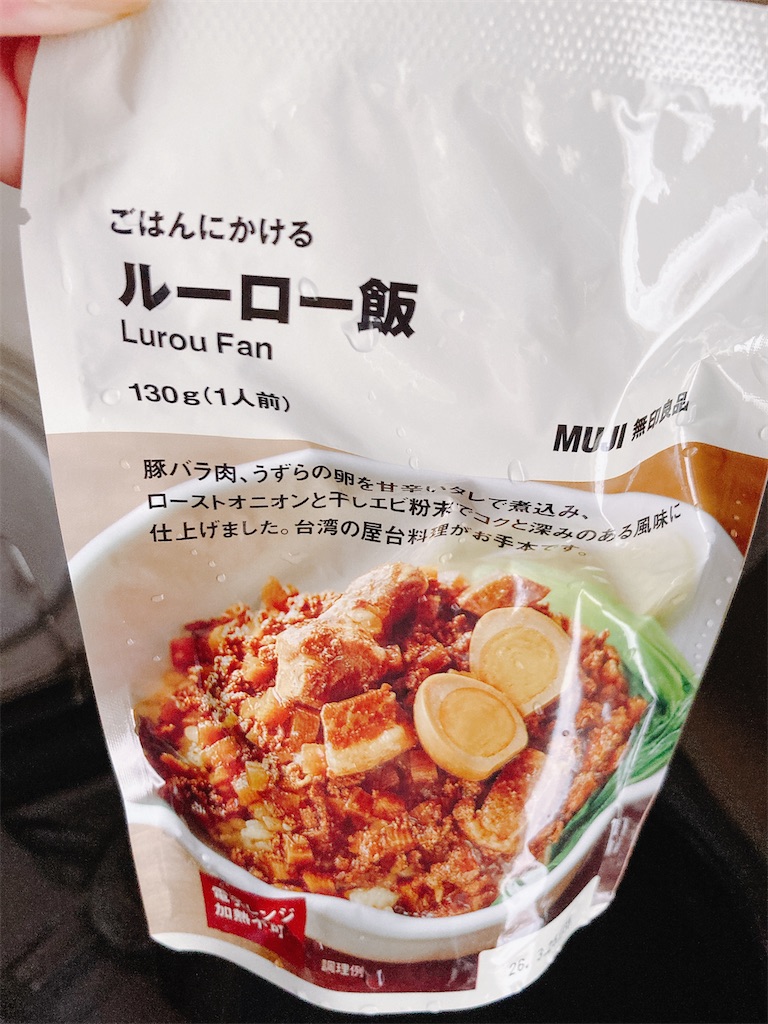 ごはんにかける
ルーロー飯
Lurou Fan
130g(1人前)
MUJI 無印良品
豚バラ肉、うずらの卵を甘辛いタレで煮込み、
ローストオニオンと干しエビ粉末でコクと深みのある風味に
仕上げました。台湾の屋台料理がお手本です。
電子レンジ
加熱不可
調理例